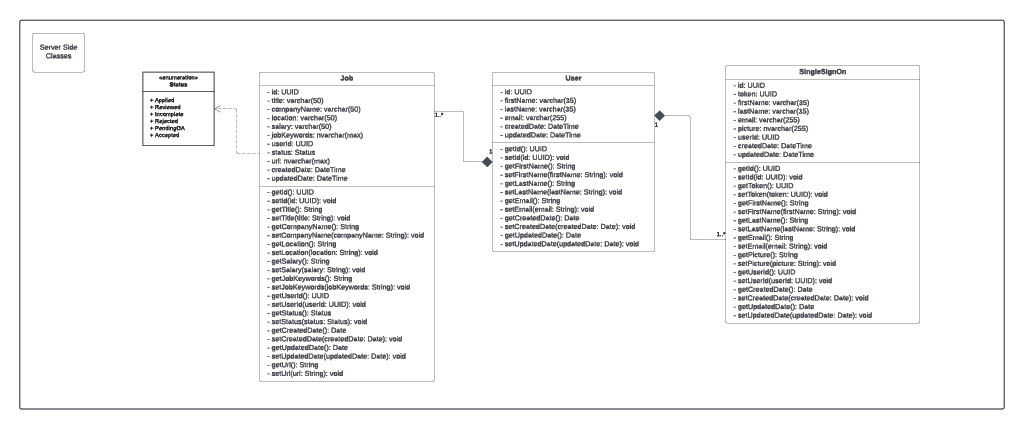 Server Side
Classes
«enumeration»
Status
+ Applied
+ Reviewed
+ Incomplete
+ Rejected
+ PendingOA
+ Accepted
Job
- id: UUID
- title: varchar(50)
- companyName: varchar(50)
- location: varchar(50)
- salary: varchar(50)
- jobKeywords: nvarchar(max)
- userId: UUID
- status: Status
- url: nvarchar(max)
- createdDate: DateTime
- updatedDate: DateTime
- getId(): UUID
- setId(id: UUID): void
- getTitle(): String
- setTitle(title: String): void
- getCompanyName(): String
- setCompanyName(companyName: String): void
- getLocation(): String
- setLocation(location: String): void
- getSalary(): String
- setSalary(salary: String): void
- getJobKeywords(): String
- setJobKeywords(jobKeywords: String): void
- getUserId(): UUID
- setUserId(userId: UUID): void
- getStatus(): Status
- setStatus(status: Status): void
- getCreatedDate(): Date
- setCreatedDate(createdDate: Date): void
- getUpdatedDate(): Date
- setUpdatedDate(updatedDate: Date): void
- getUrl(): String
- setUrl(url: String): void
1..*
1
User
- id: UUID
- firstName: varchar(35)
- lastName: varchar(35)
- email: varchar(255)
- createdDate: DateTime
- updatedDate: DateTime
- getId(): UUID
- setId(id: UUID): void
- getFirstName(): String
- setFirstName(firstName: String): void
- getLastName(): String
- setLastName(lastName: String): void
- getEmail(): String
- setEmail(email: String): void
- getCreatedDate(): Date
- setCreatedDate(createdDate: Date): void
- getUpdatedDate(): Date
- setUpdatedDate(updatedDate: Date): void
1
1..*
SingleSignOn
- id: UUID
- token: UUID
- firstName: varchar(35)
- lastName: varchar(35)
- email: varchar(255)
- picture: nvarchar(255)
- userId: UUID
- createdDate: DateTime
- updatedDate: DateTime
- getId(): UUID
- setId(id: UUID): void
- getToken(): UUID
- setToken(token: UUID): void
- getFirstName(): String
- setFirstName(firstName: String): void
- getLastName(): String
- setLastName(lastName: String): void
- getEmail(): String
- setEmail(email: String): void
- getPicture(): String
- setPicture(picture: String): void
- getUserId(): UUID
- setUserId(userId: UUID): void
- getCreatedDate(): Date
- setCreatedDate(createdDate: Date): void
- getUpdatedDate(): Date
- setUpdatedDate(updatedDate: Date): void